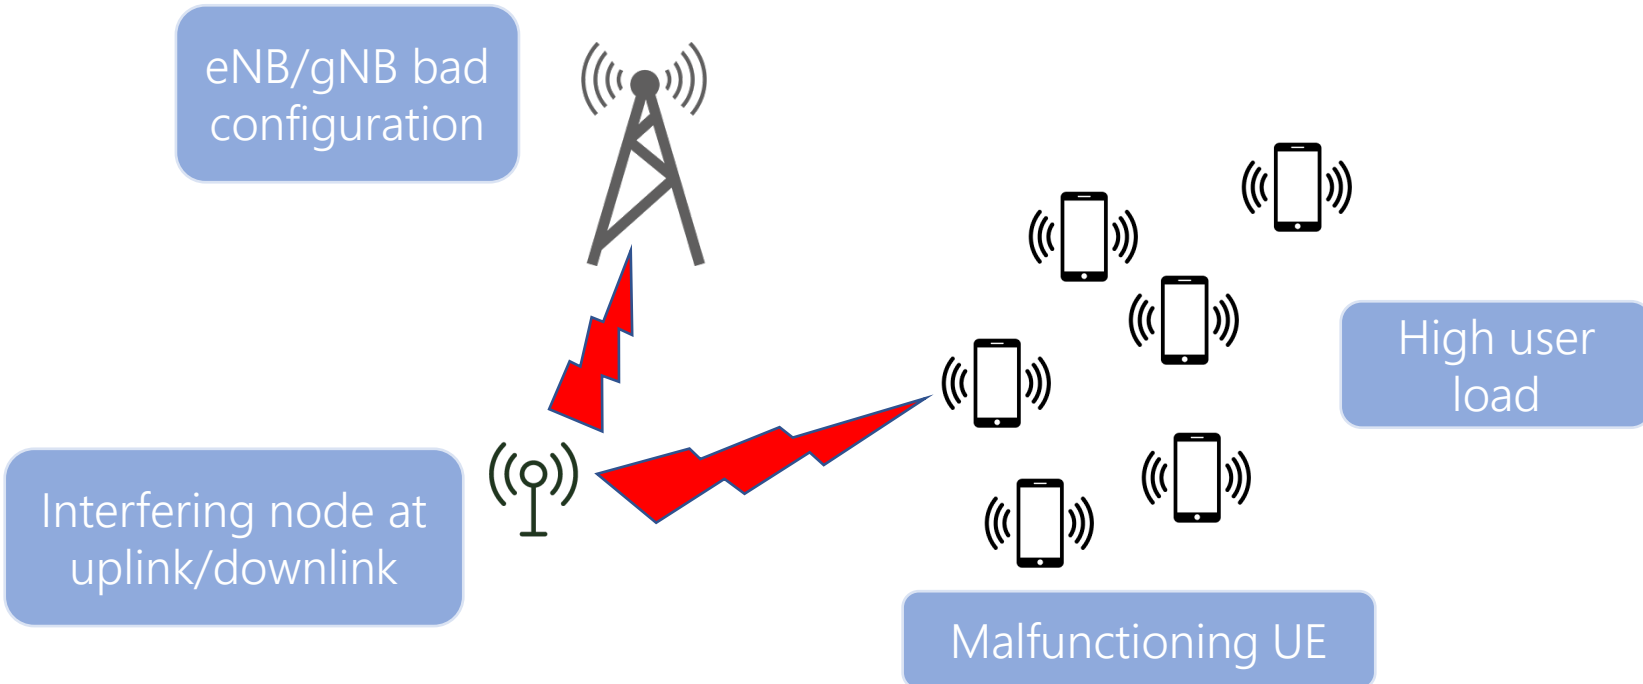 eNB/gNB bad
configuration
High user
load
Interfering node at
uplink/downlink
Malfunctioning UE